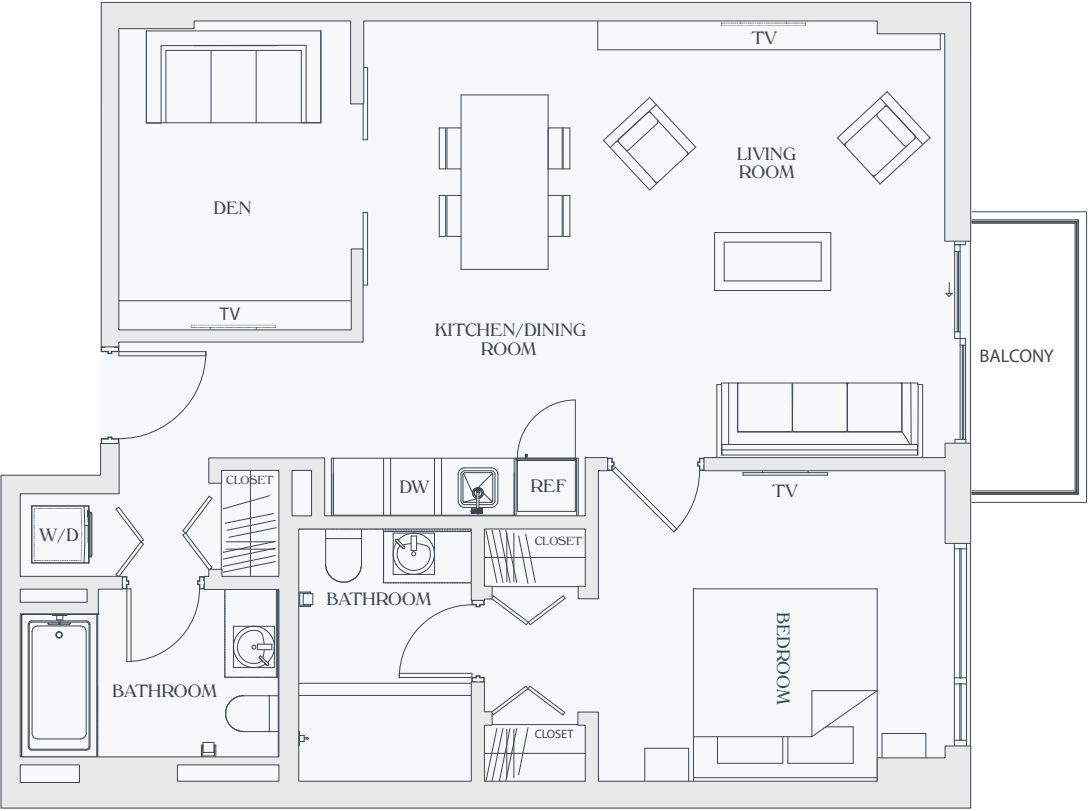 TV
LIVING
ROOM
DEN
TV
KITCHEN/DINING
ROOM
BALCONY
CLOSET
DW
REF
TV
W/D
CLOSET
BATHROOM
BEDROOM
BATHROOM
CLOSET